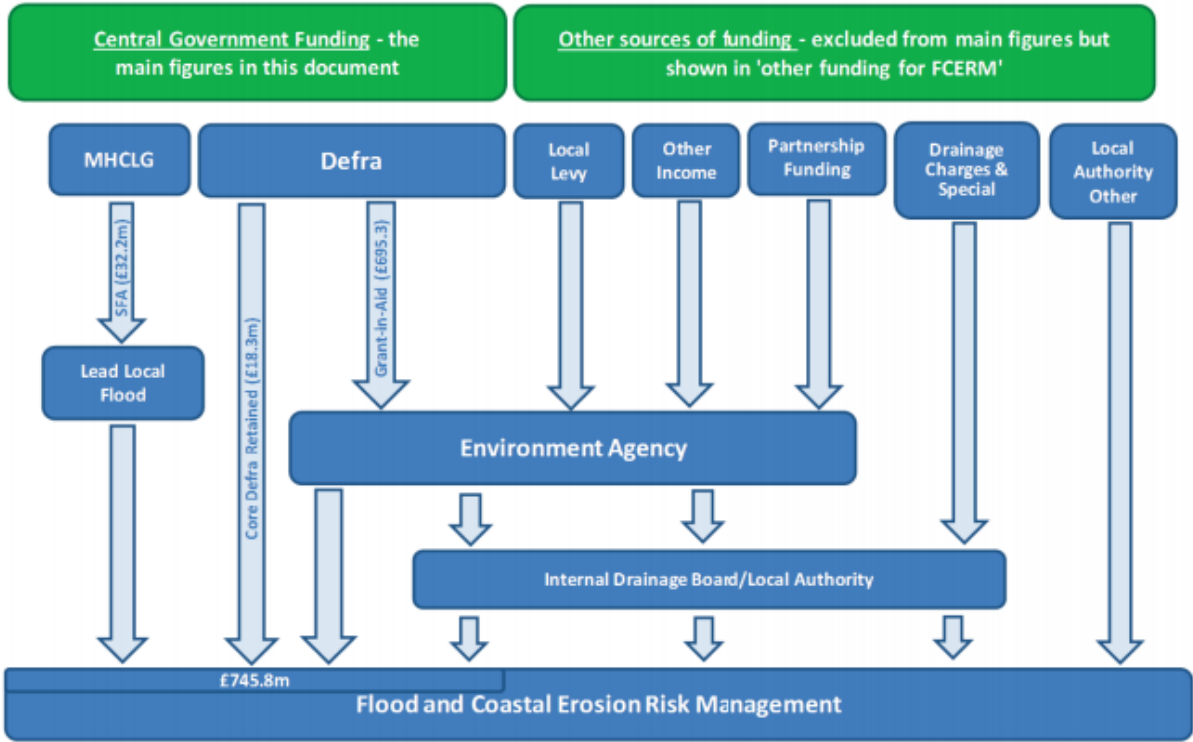 Central Government Funding - the
main figures in this document
Other sources of funding - excluded from main figures but
shown in 'other funding for FCERM'
MHCLG
Defra
Local
Levy
Other
Income
Partnership
Funding
Drainage
Charges &
Special
Local
Authority
Other
SFA (£32.2m)
Core Defra Retained (£18.3m)
Grant-in-Aid (£695.3)
Lead Local
Flood
Environment Agency
Internal Drainage Board/Local Authority
£745.8m
Flood and Coastal Erosion Risk Management